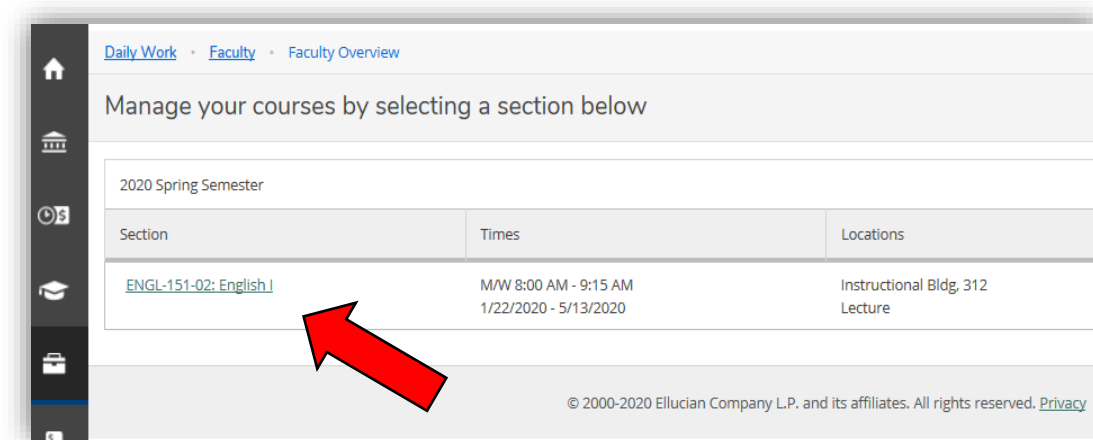 Daily Work • Faculty • Faculty Overview
Manage your courses by selecting a section below
2020 Spring Semester
Section Times Locations
ENGL-151-02: English I M/W 8:00 AM - 9:15 AM Instructional Bldg, 312
1/22/2020 - 5/13/2020 Lecture
© 2000-2020 Ellucian Company L.P. and its affiliates. All rights reserved. Privacy